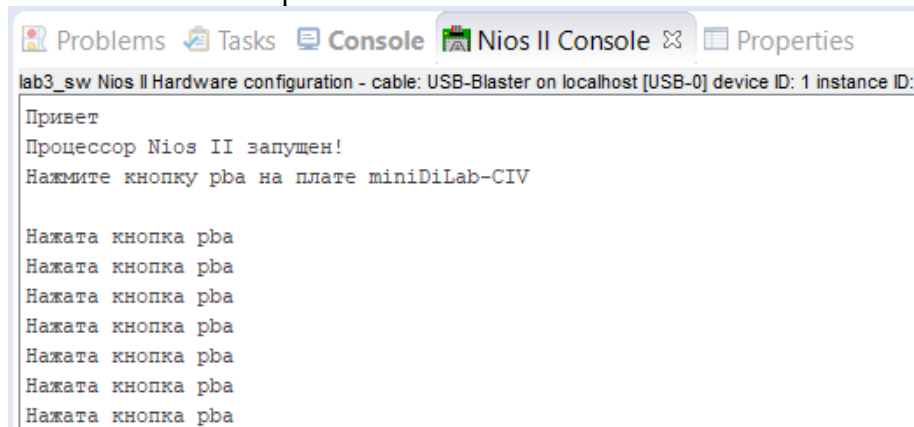 Problems Tasks Console Nios II Console Properties
lab3_sw Nios II Hardware configuration - cable: USB-Blaster on localhost [USB-0] device ID: 1 instance ID:
Привет
Процессор Nios II запущен!
Нажмите кнопку pba на плате miniDiLab-CIV
Нажата кнопка pba
Нажата кнопка pba
Нажата кнопка pba
Нажата кнопка pba
Нажата кнопка pba
Нажата кнопка pba
Нажата кнопка pba